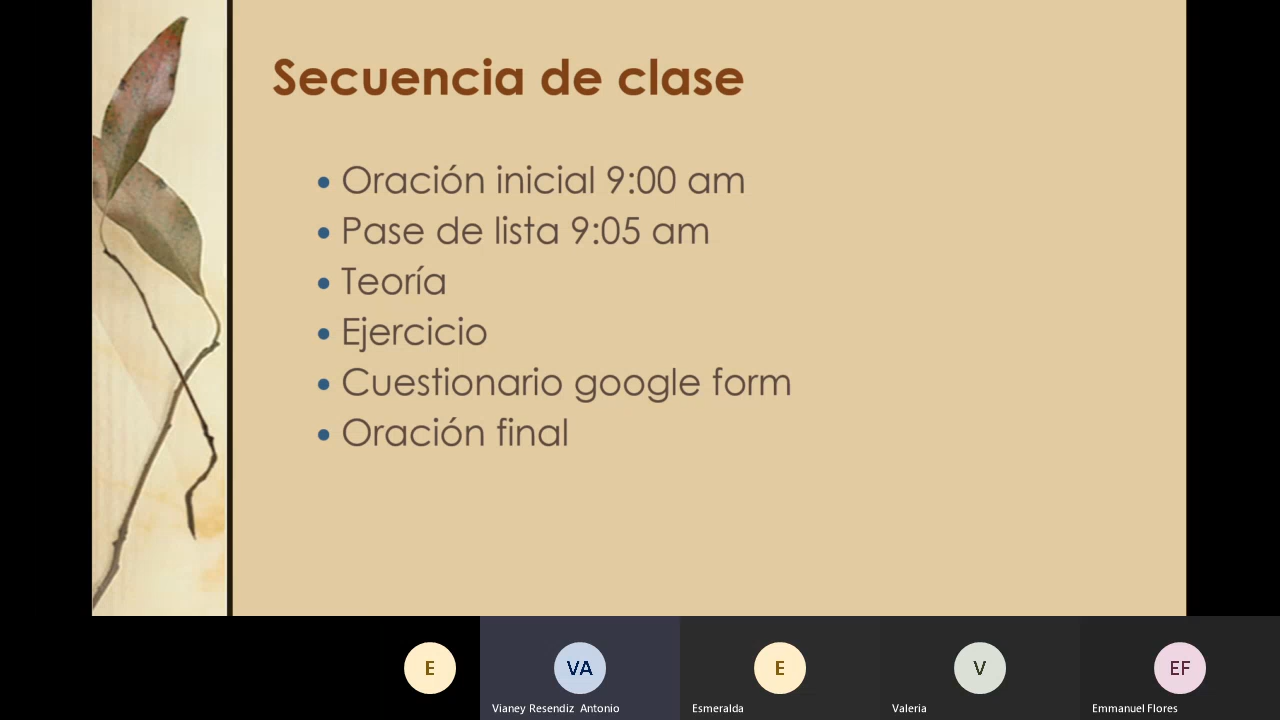 Secuencia de clase
• Oración inicial 9:00 am
• Pase de lista 9:05 am
• Teoría
• Ejercicio
• Cuestionario google form
• Oración final
E
VA
E
V
EF
Vianey Resendiz Antonio
Esmeralda
Valeria
Emmanuel Flores